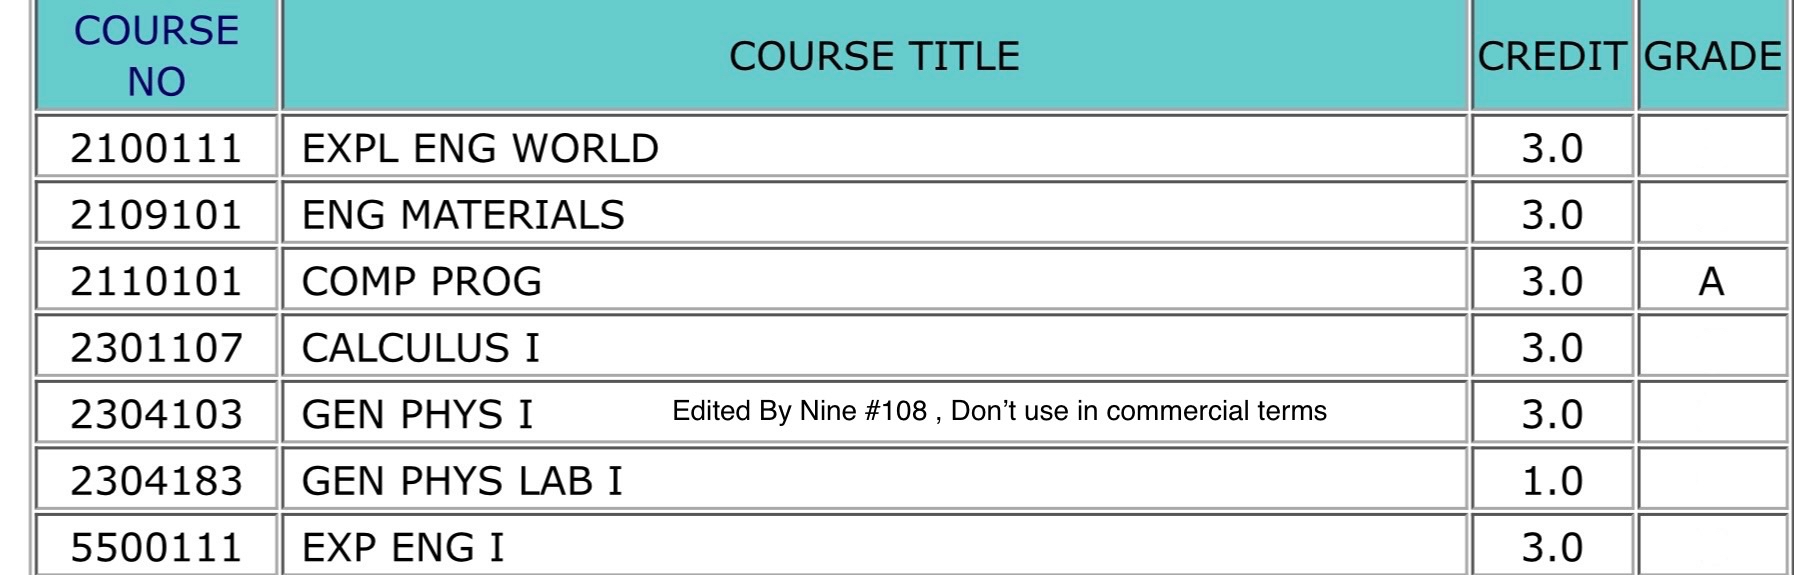 COURSE NO COURSE TITLE CREDIT GRADE
2100111 EXPL ENG WORLD 3.0
2109101 ENG MATERIALS 3.0
2110101 COMP PROG 3.0 A
2301107 CALCULUS I 3.0
2304103 GEN PHYS I Edited By Nine #108 , Don’t use in commercial terms 3.0
2304183 GEN PHYS LAB I 1.0
5500111 EXP ENG I 3.0